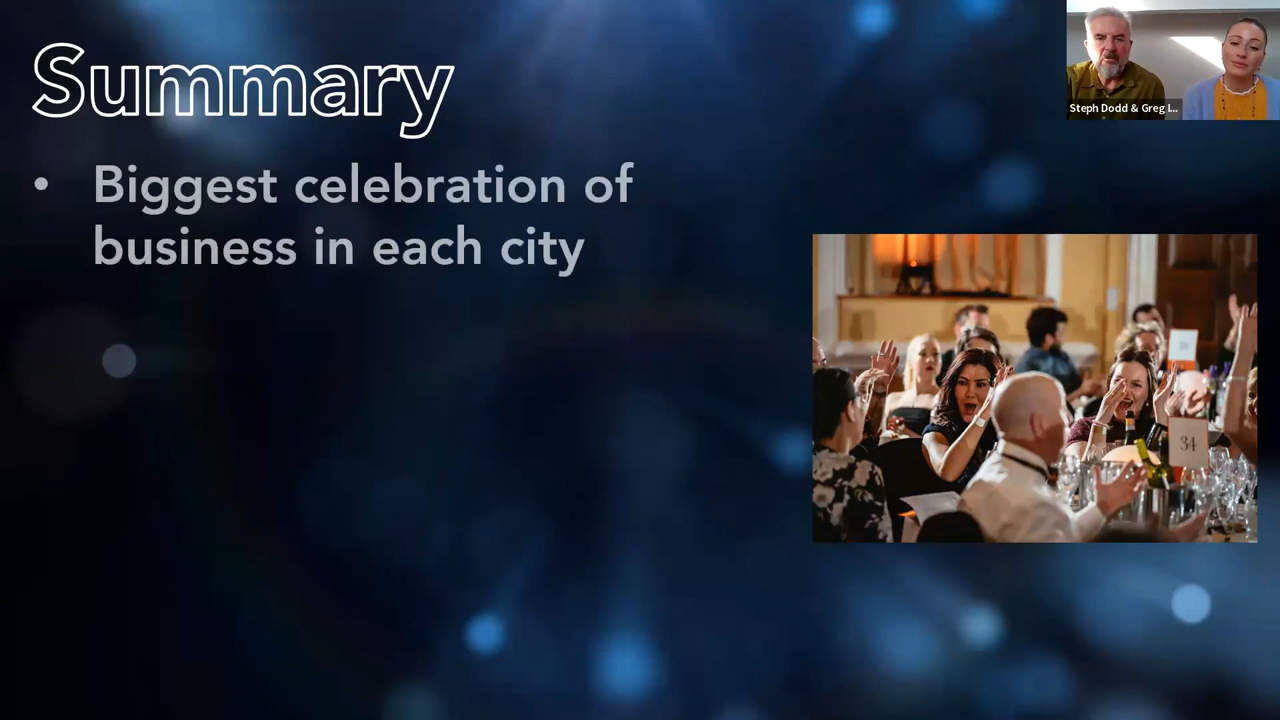 Summary
• Biggest celebration of
business in each city
Steph Dodd & Greg I...
34